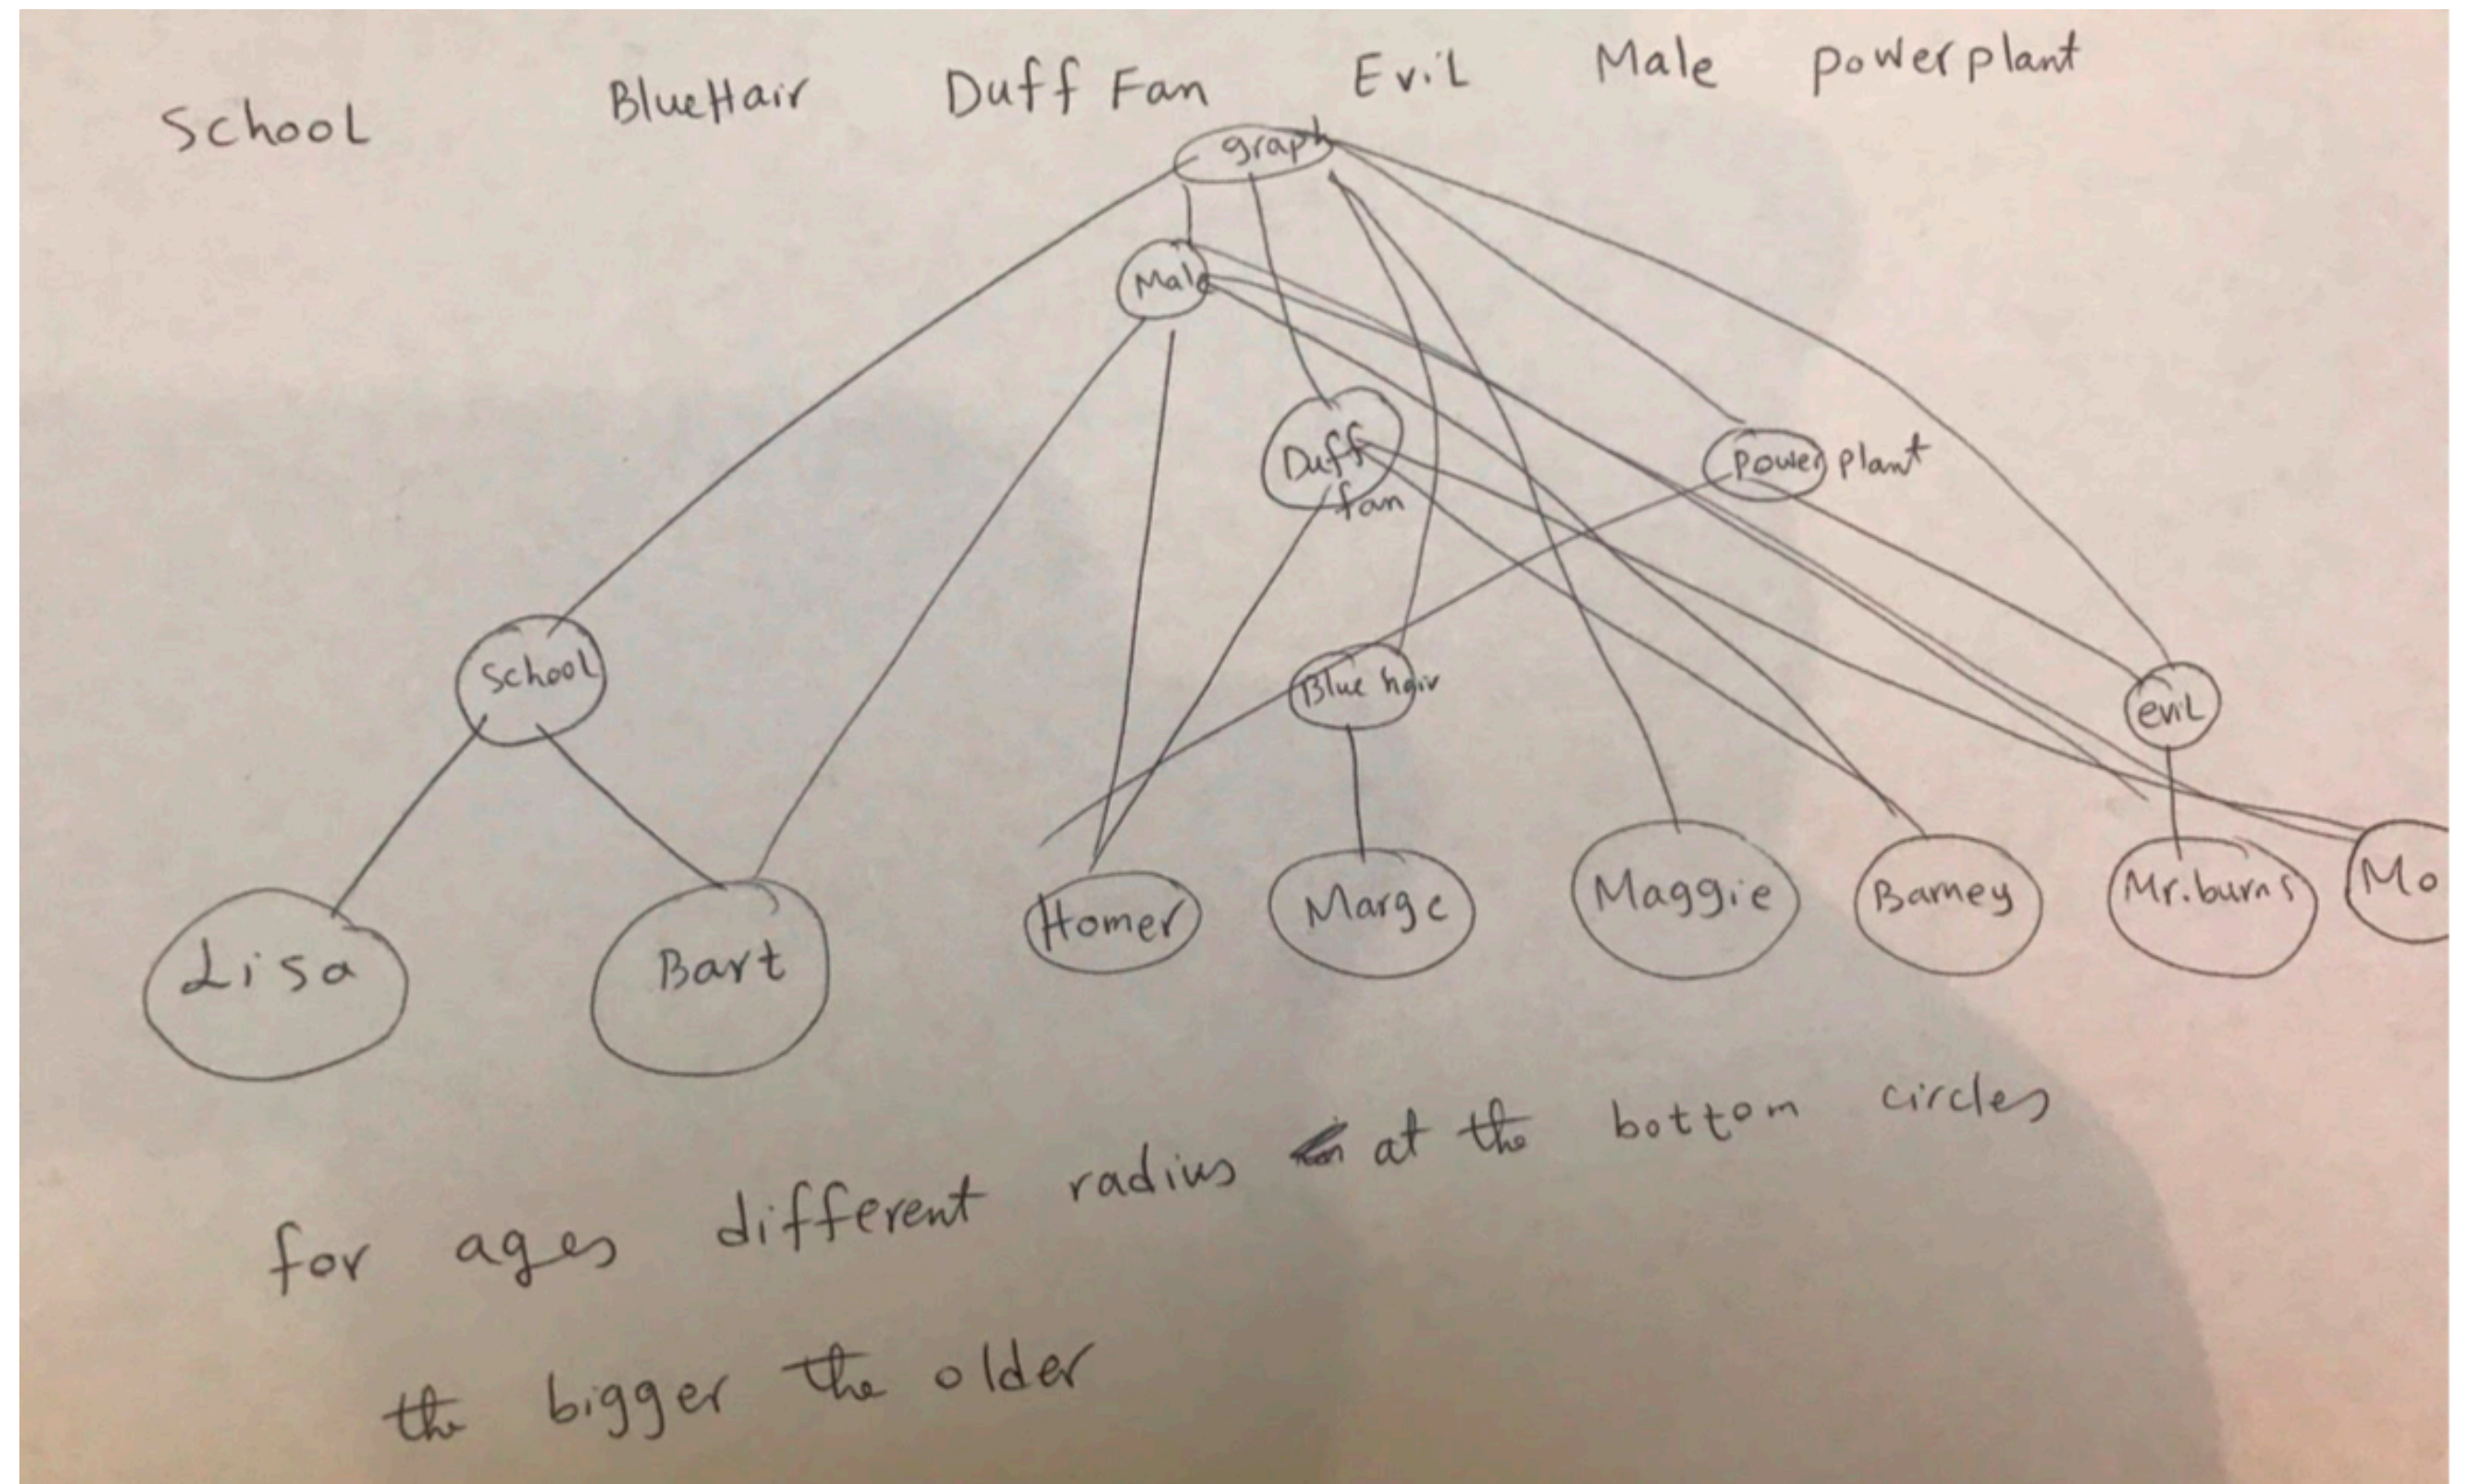 School BlueHair Duff Fan Evil Male powerplant
graph
Male
Duff fan
Power plant
School
Blue hair
evil
Lisa Bart Homer Marge Maggie Barney Mr.burns Mo
for ages different radius at the bottom circles
the bigger the older